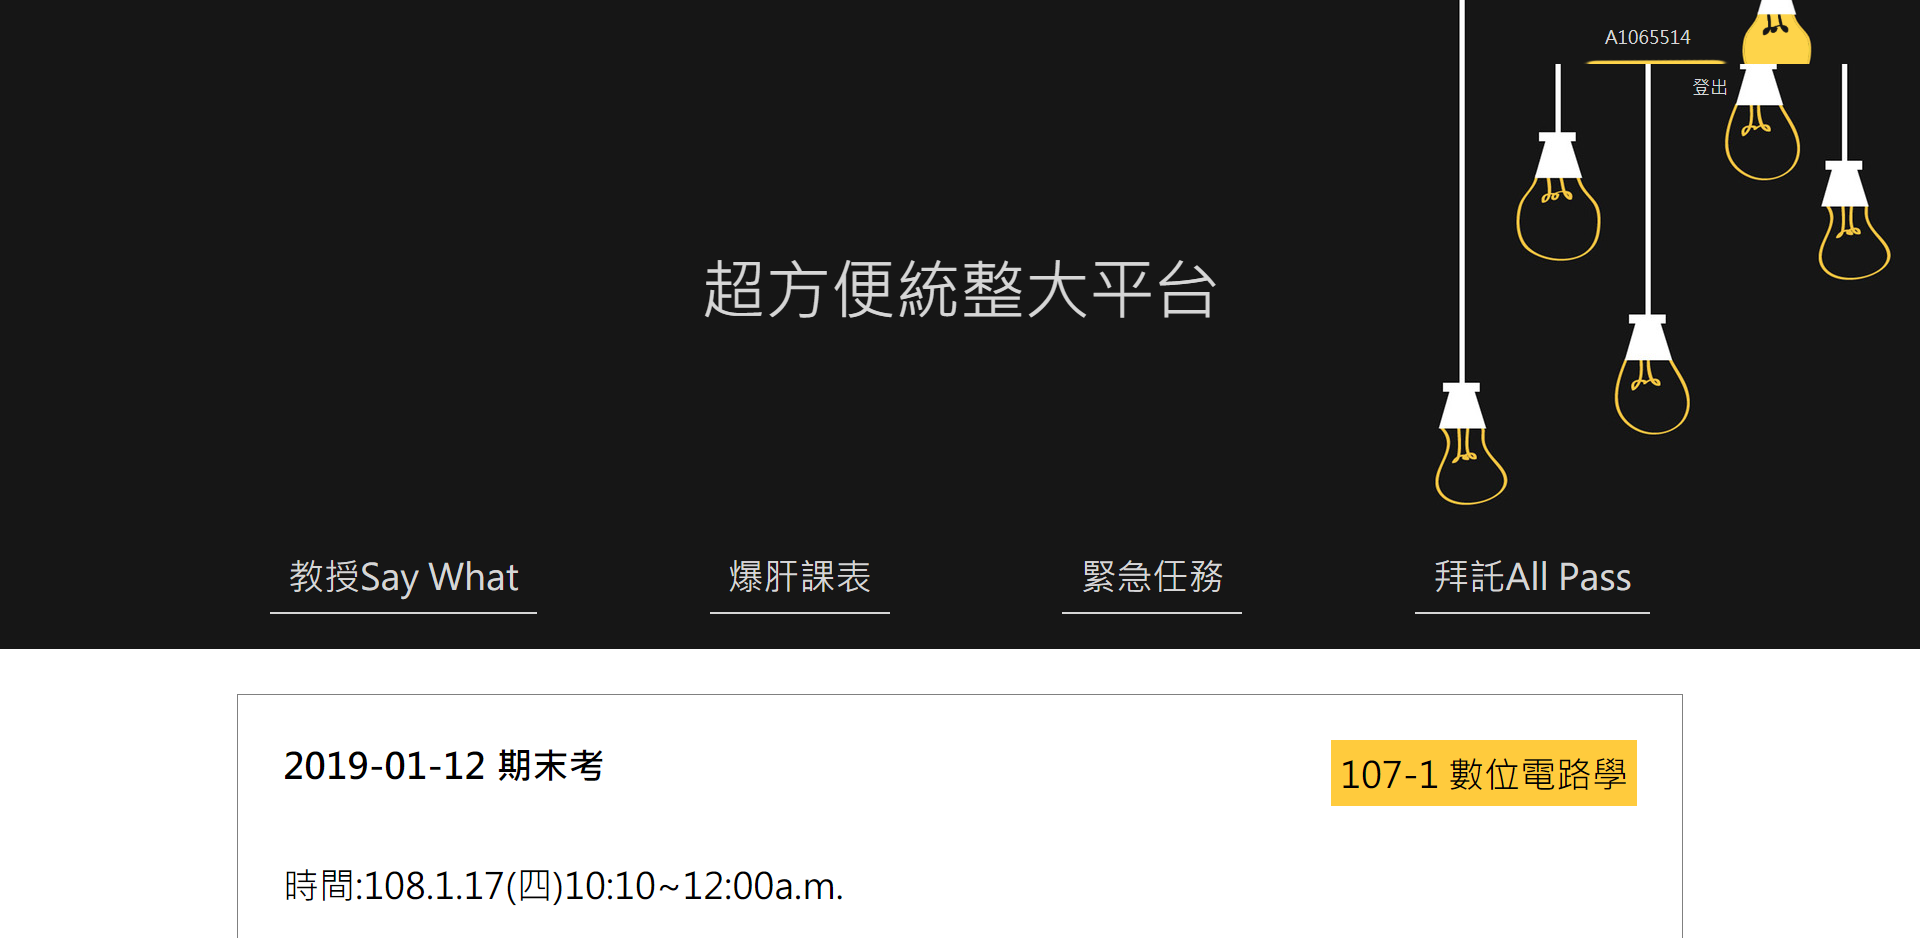 A1065514
登出
超方便統整大平台
教授Say What
爆肝課表
緊急任務
拜託All Pass
2019-01-12 期末考
107-1 數位電路學
時間:108.1.17(四)10:10~12:00a.m.